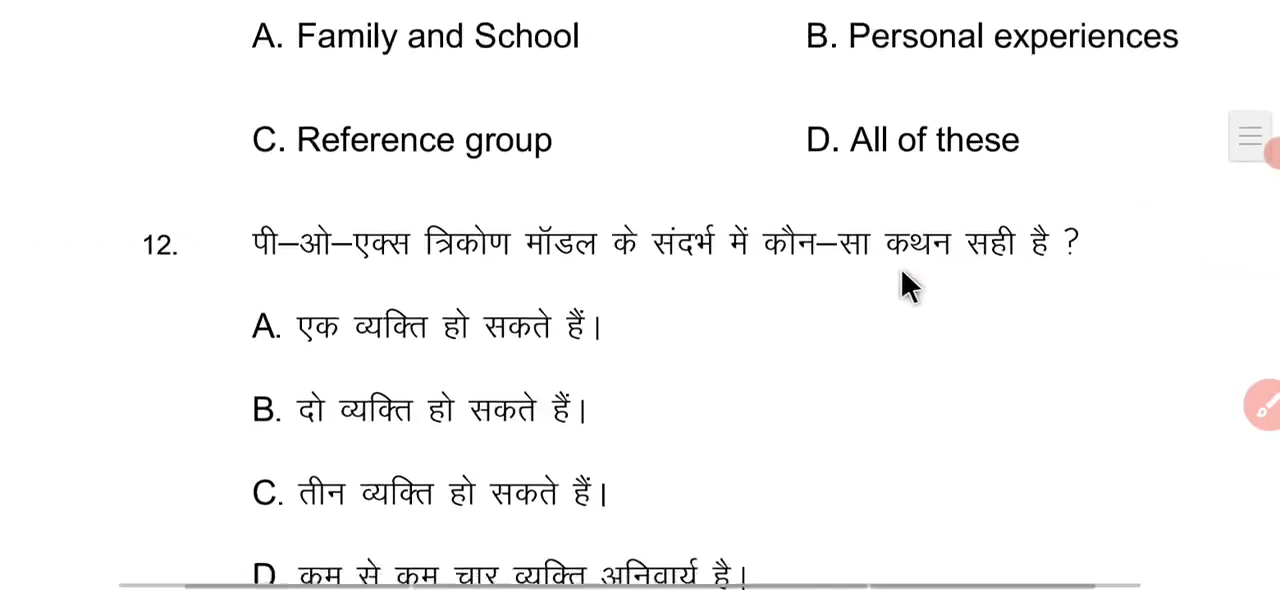 A. Family and School B. Personal experiences
C. Reference group D. All of these
12. पी–ओ–एक्स त्रिकोण मॉडल के संदर्भ में कौन–सा कथन सही है ?
A. एक व्यक्ति हो सकते हैं।
B. दो व्यक्ति हो सकते हैं।
C. तीन व्यक्ति हो सकते हैं।
D कम से कम चार व्यक्ति अनिवार्य है।